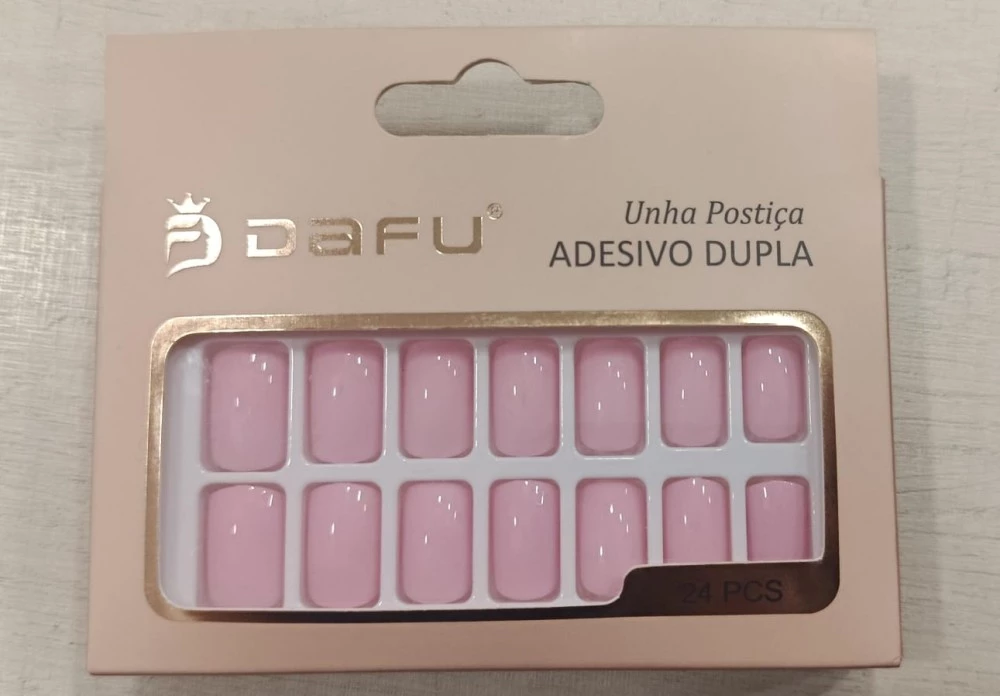 DAFU®
Unha Postiça
ADESIVO DUPLA
24 PCS